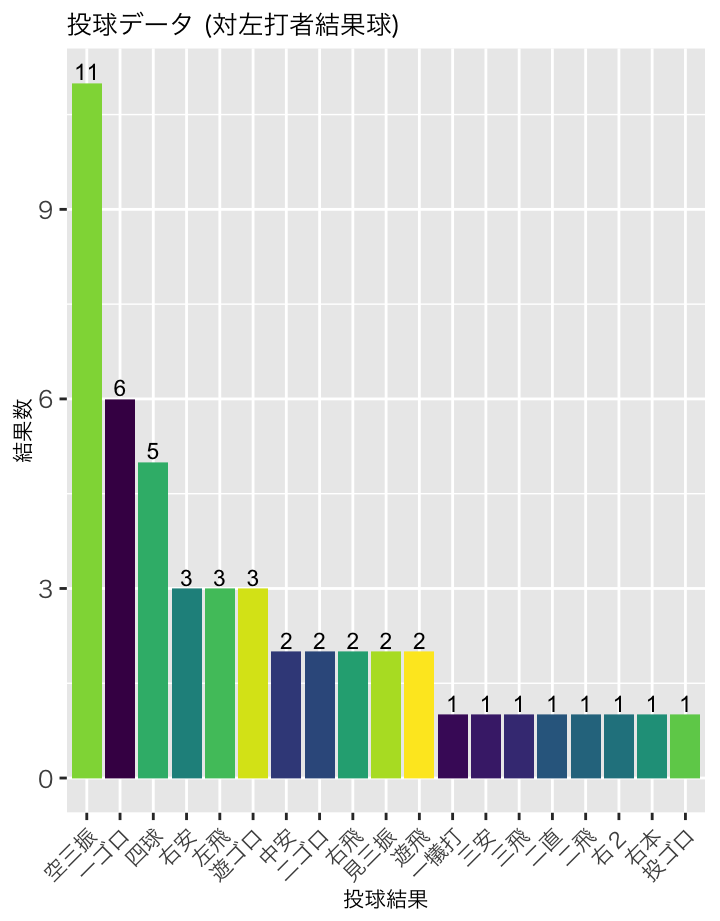 投球データ (対左打者結果球)
11
6
5
3
3
3
2
2
2
2
2
1
1
1
1
1
1
1
1
9
6
3
0
結果数
空三振
一ゴロ
四球
右安
左飛
遊ゴロ
中安
二ゴロ
右飛
見三振
遊飛
一犠打
三安
三飛
二直
二飛
右２
右本
投ゴロ
投球結果